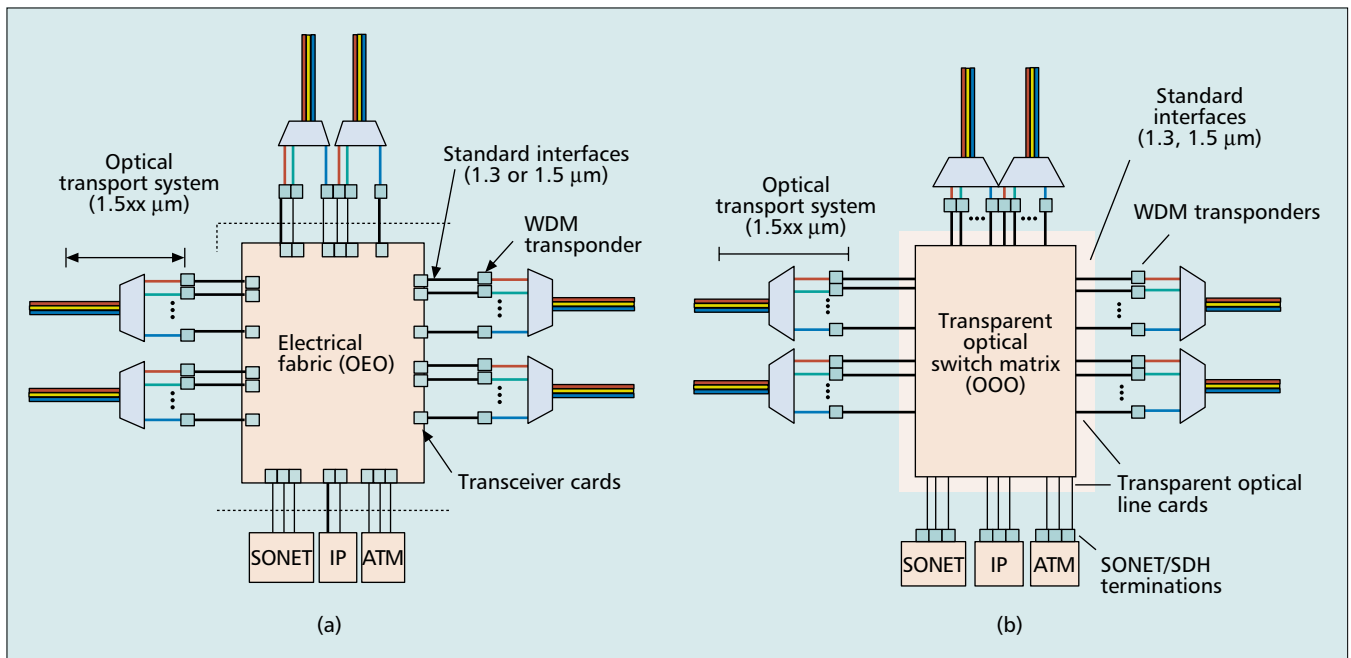 Optical
transport system
(1.5xx μm)
Standard interfaces
(1.3 or 1.5 μm)
WDM
transponder
Electrical
fabric (OEO)
Transceiver cards
SONET
IP
ATM
(a)
Optical
transport system
(1.5xx μm)
Standard
interfaces
(1.3, 1.5 μm)
WDM transponders
Transparent
optical
switch matrix
(OOO)
Transparent optical
line cards
SONET
IP
ATM
SONET/SDH
terminations
(b)